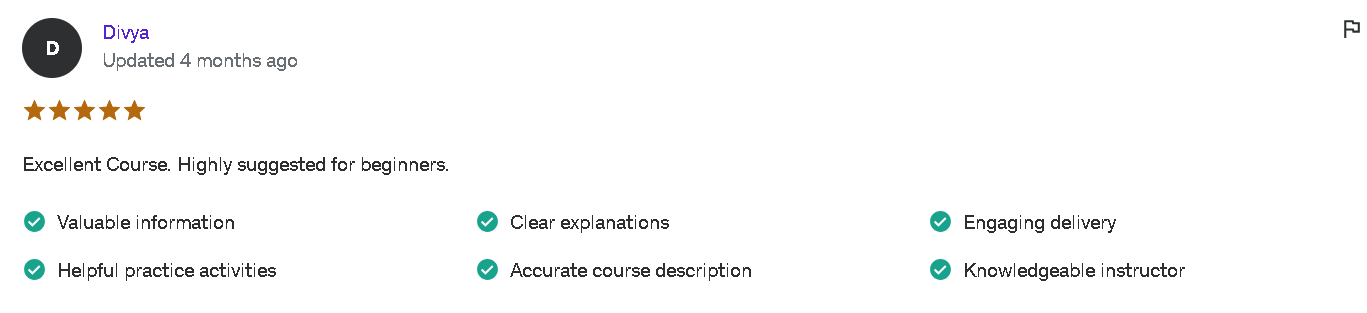 D
Divya
Updated 4 months ago
Excellent Course. Highly suggested for beginners.
Valuable information
Clear explanations
Engaging delivery
Helpful practice activities
Accurate course description
Knowledgeable instructor